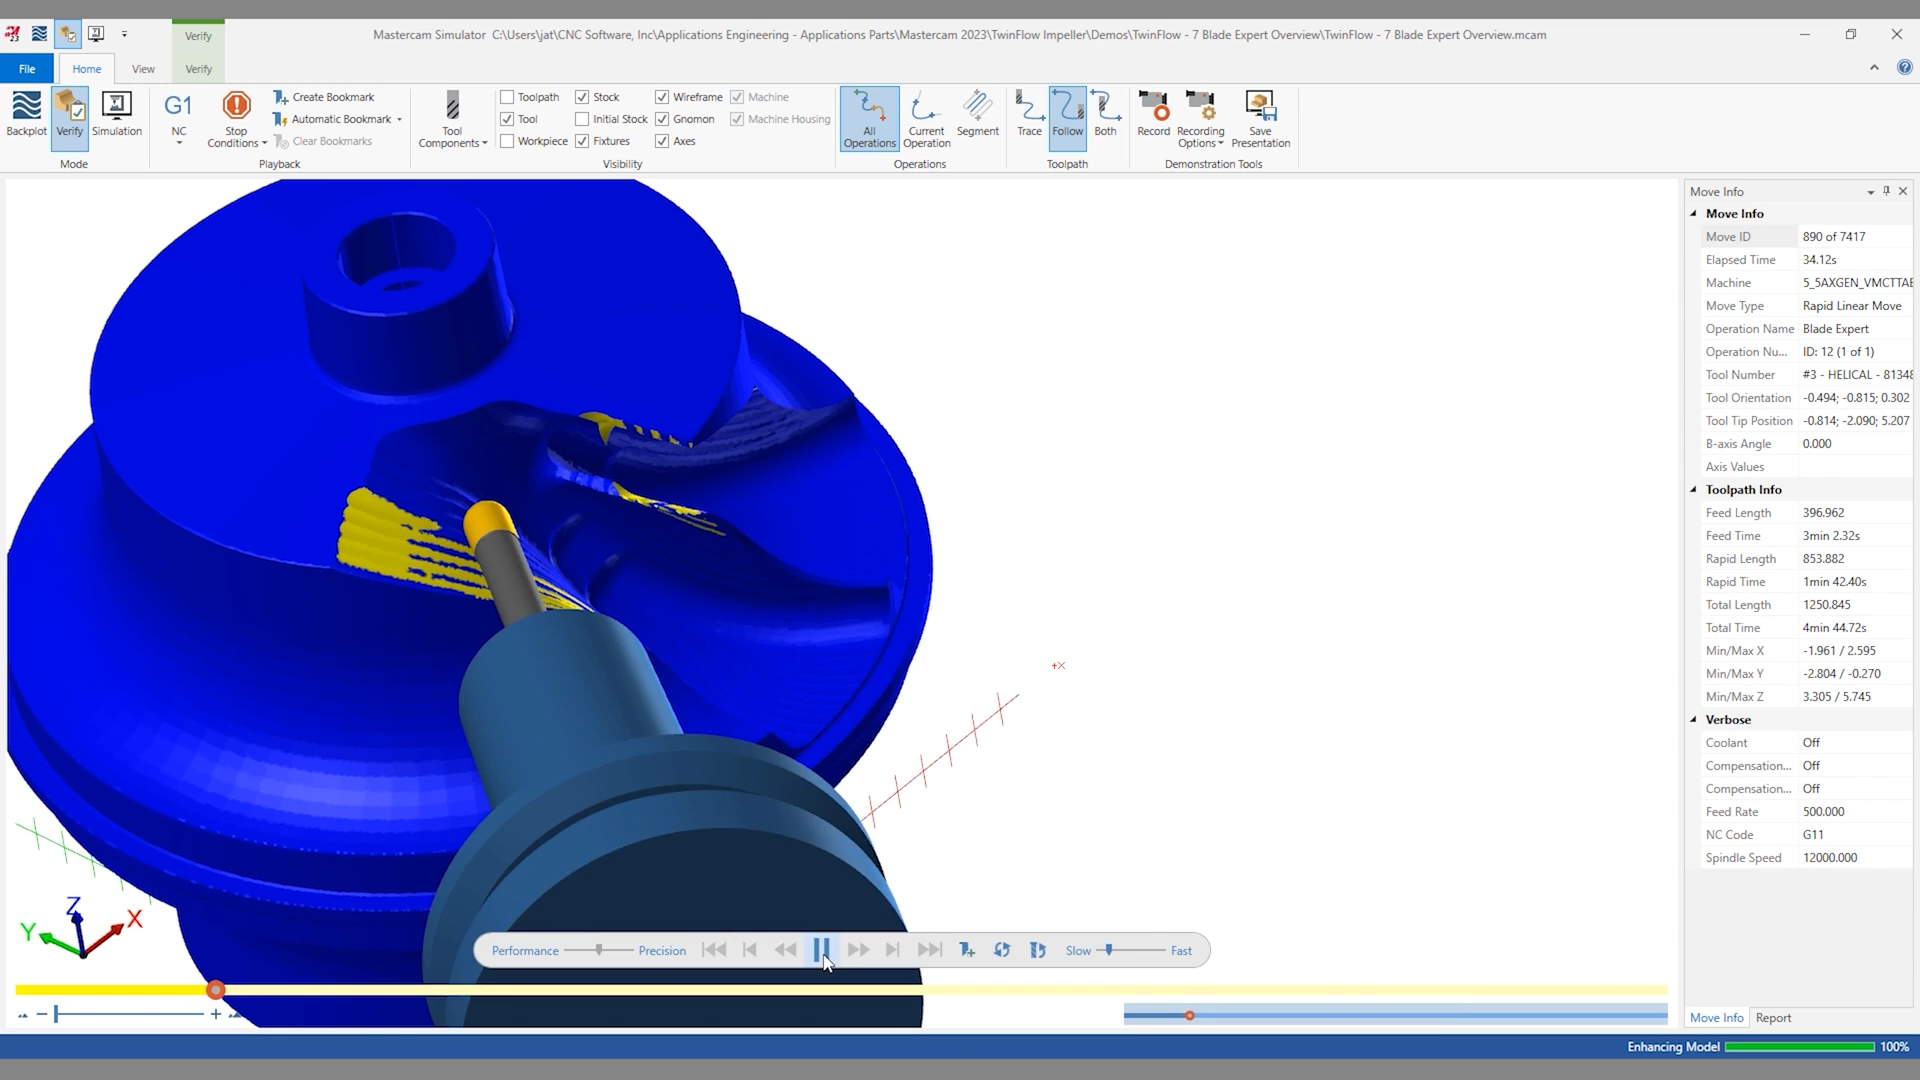 23
Verify
Mastercam Simulator C:\Users\jat\CNC Software, Inc\Applications Engineering - Applications Parts\Mastercam 2023\TwinFlow Impeller\Demos\TwinFlow - 7 Blade Expert Overview\TwinFlow - 7 Blade Expert Overview.mcam
File Home View Verify
Backplot Verify Simulation
Mode
G1
NC
Stop Conditions
Create Bookmark
Automatic Bookmark
Clear Bookmarks
Playback
Tool Components
Toolpath Stock Wireframe Machine
Tool Initial Stock Gnomon Machine Housing
Workpiece Fixtures Axes
Visibility
All Operations
Current Operation
Segment
Operations
Trace Follow Both
Toolpath
Record
Recording Options
Save Presentation
Demonstration Tools
Move Info
Move Info
Move ID 890 of 7417
Elapsed Time 34.12s
Machine 5_5AXGEN_VMCTTAE
Move Type Rapid Linear Move
Operation Name Blade Expert
Operation Nu... ID: 12 (1 of 1)
Tool Number #3 - HELICAL - 8134
Tool Orientation -0.494; -0.815; 0.302
Tool Tip Position -0.814; -2.090; 5.207
B-axis Angle 0.000
Axis Values
Toolpath Info
Feed Length 396.962
Feed Time 3min 2.32s
Rapid Length 853.882
Rapid Time 1min 42.40s
Total Length 1250.845
Total Time 4min 44.72s
Min/Max X -1.961 / 2.595
Min/Max Y -2.804 / -0.270
Min/Max Z 3.305 / 5.745
Verbose
Coolant Off
Compensation... Off
Compensation... Off
Feed Rate 500.000
NC Code G11
Spindle Speed 12000.000
+X
Z
Y
X
Performance Precision Slow Fast
Move Info Report
Enhancing Model 100%